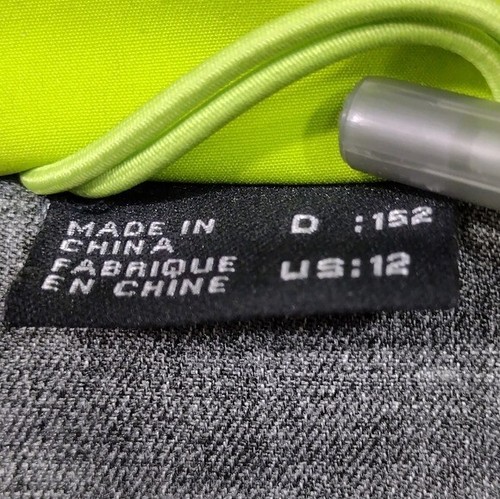 MADE IN
CHINA
FABRIQUE
EN CHINE
D :152
US:12